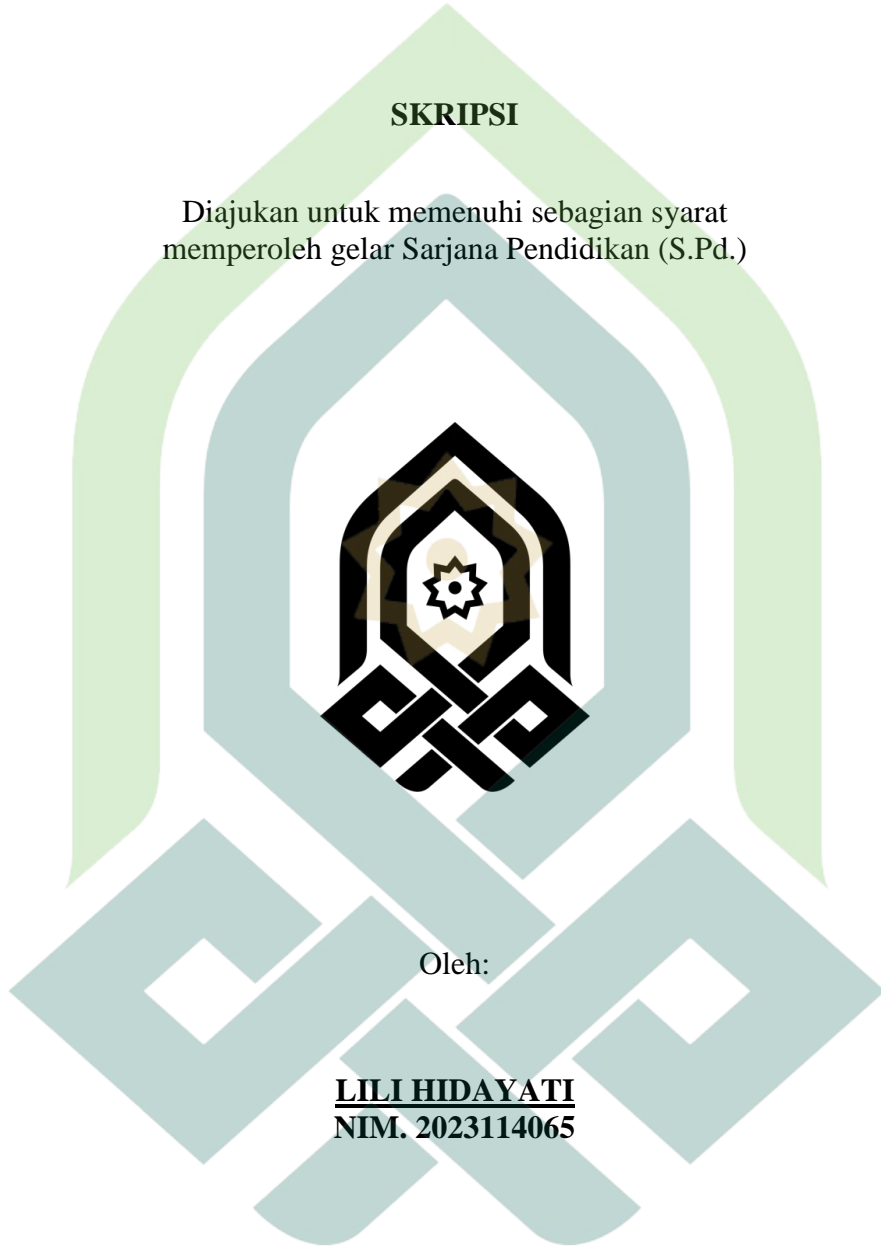 SKRIPSI
Diajukan untuk memenuhi sebagian syarat
memperoleh gelar Sarjana Pendidikan (S.Pd.)
Oleh:
LILI HIDAYATI
NIM. 2023114065